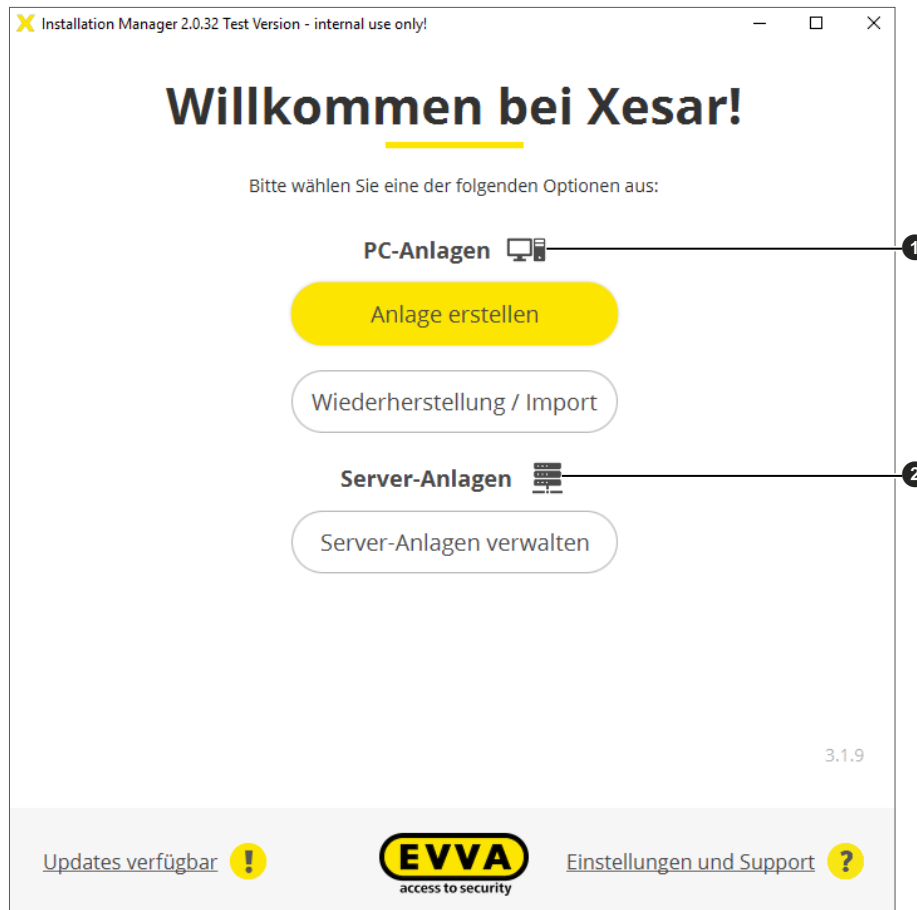 Installation Manager 2.0.32 Test Version - internal use only!
Willkommen bei Xesar!
Bitte wählen Sie eine der folgenden Optionen aus:
PC-Anlagen
1
Anlage erstellen
Wiederherstellung / Import
Server-Anlagen
2
Server-Anlagen verwalten
3.1.9
Updates verfügbar !
EVVA
access to security
Einstellungen und Support ?